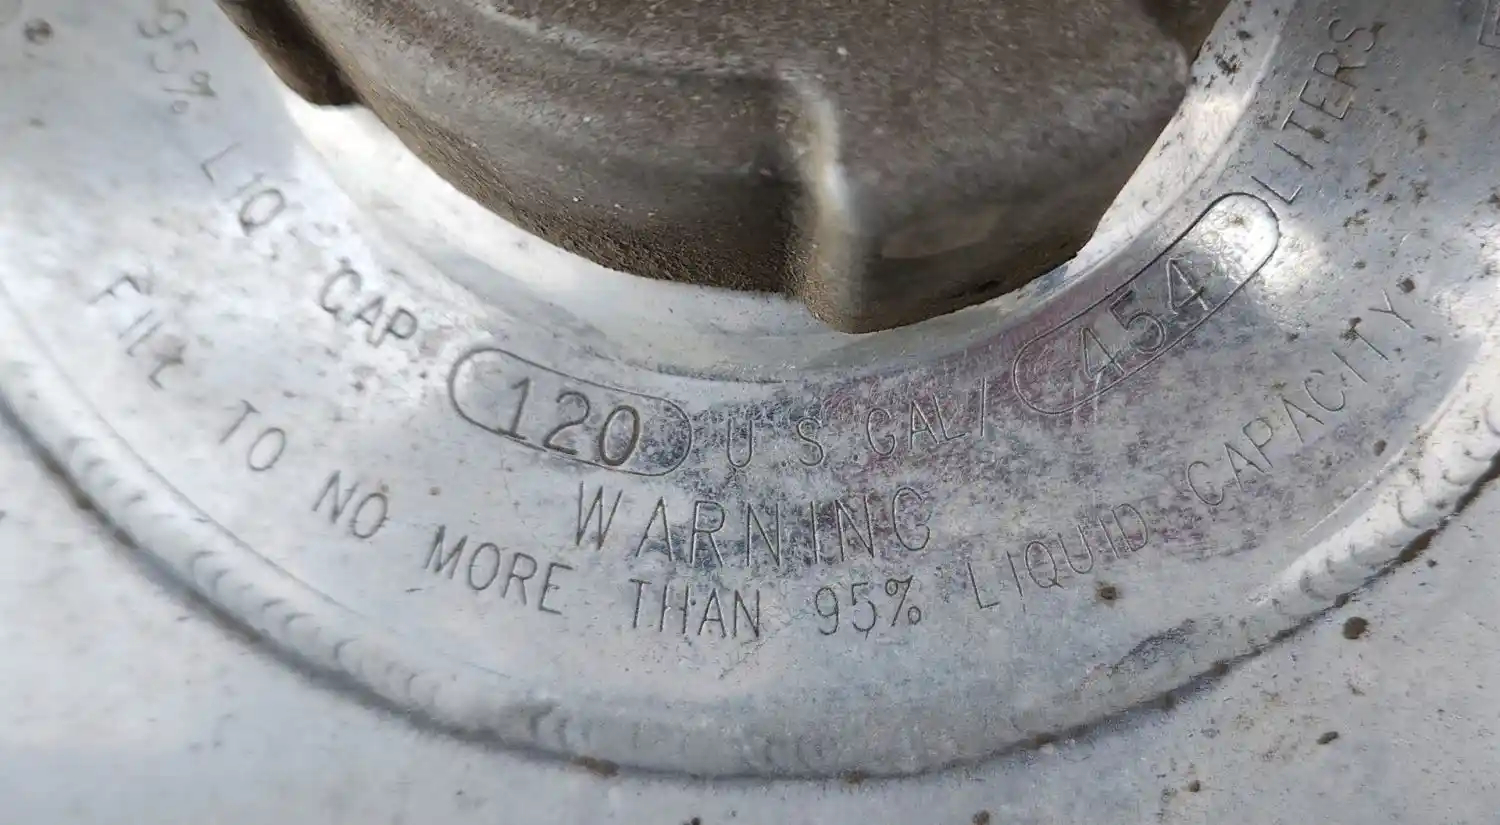 95% LIQ. CAP. 120 U.S. GAL/ 454 LITERS
WARNING
FILL TO NO MORE THAN 95% LIQUID CAPACITY